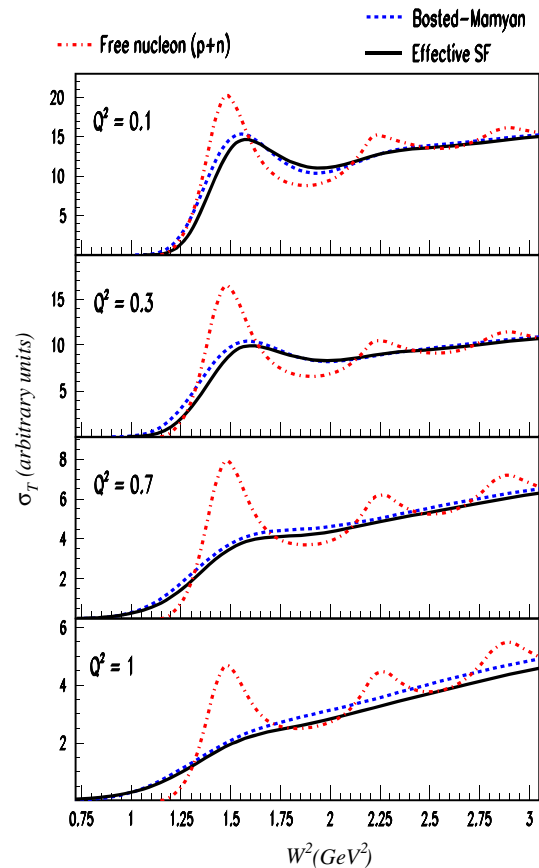 Free nucleon (p+n)
Bosted-Mamyan
Effective SF
Q² = 0.1
20
15
10
5
Q² = 0.3
15
10
5
Q² = 0.7
8
6
4
2
Q² = 1
6
4
2
σ_T (arbitrary units)
0.75 1 1.25 1.5 1.75 2 2.25 2.5 2.75 3
W² (GeV²)